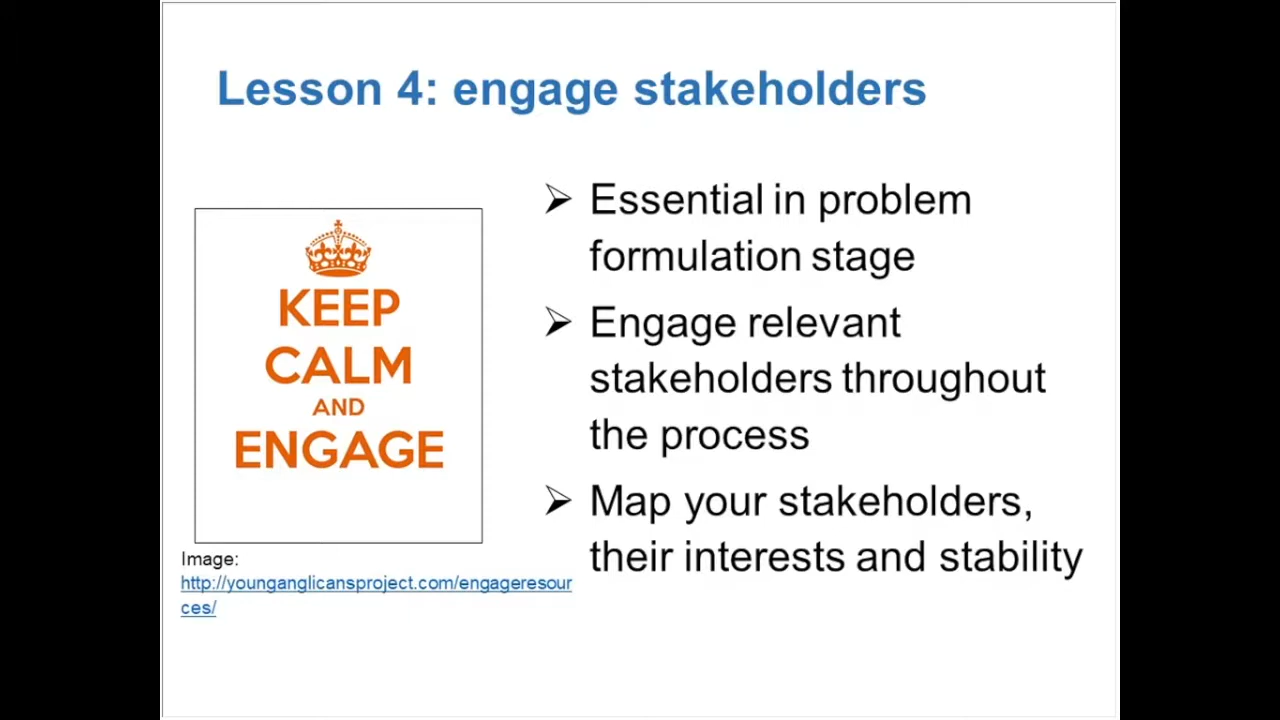 Lesson 4: engage stakeholders
KEEP
CALM
AND
ENGAGE
Image:
http://younganglicansproject.com/engageresour
ces/
Essential in problem
formulation stage
Engage relevant
stakeholders throughout
the process
Map your stakeholders,
their interests and stability